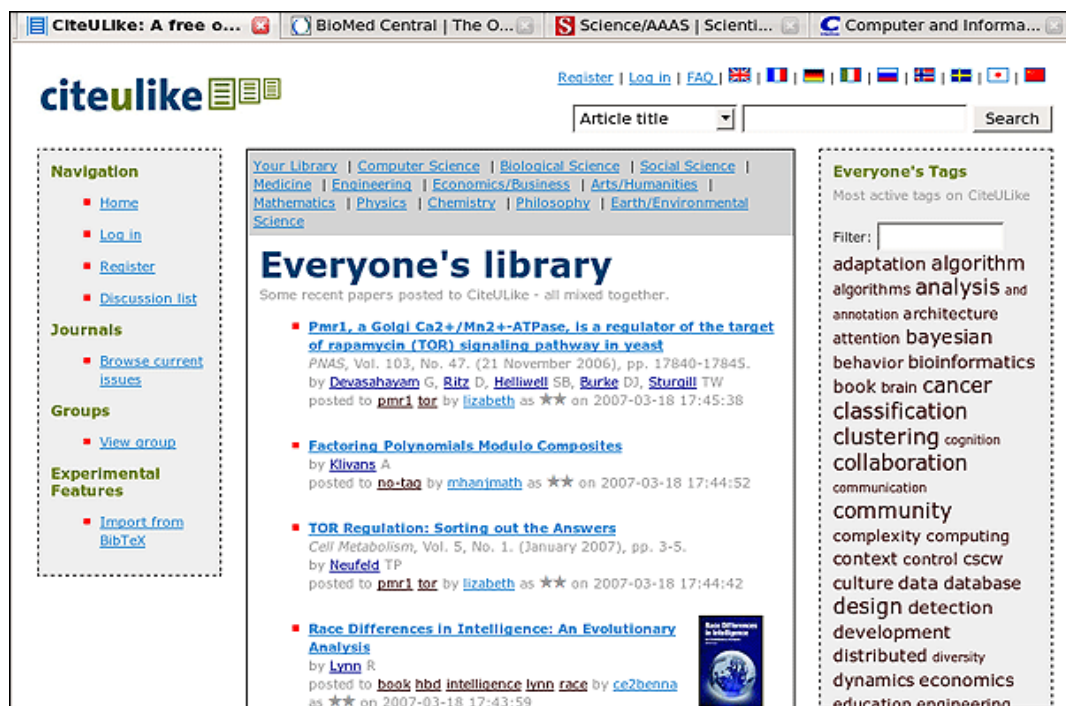 CiteULike: A free o...
BioMed Central | The O...
Science/AAAS | Scienti...
Computer and Informa...
citeulike
Register | Log in | FAQ | | | | | | | | |
Article title
Search
Navigation
Home
Log in
Register
Discussion list
Journals
Browse current
issues
Groups
View group
Experimental
Features
Import from
BibTeX
Your Library | Computer Science | Biological Science | Social Science |
Medicine | Engineering | Economics/Business | Arts/Humanities |
Mathematics | Physics | Chemistry | Philosophy | Earth/Environmental
Science
Everyone's library
Some recent papers posted to CiteULike - all mixed together.
Pmr1, a Golgi Ca2+/Mn2+-ATPase, is a regulator of the target
of rapamycin (TOR) signaling pathway in yeast
PNAS, Vol. 103, No. 47. (21 November 2006), pp. 17840-17845.
by Devasahayam G, Ritz D, Helliwell SB, Burke DJ, Sturgill TW
posted to pmr1 tor by lizabeth as ★★ on 2007-03-18 17:45:38
Factoring Polynomials Modulo Composites
by Klivans A
posted to no-tag by mhanjmath as ★★ on 2007-03-18 17:44:52
TOR Regulation: Sorting out the Answers
Cell Metabolism, Vol. 5, No. 1. (January 2007), pp. 3-5.
by Neufeld TP
posted to pmr1 tor by lizabeth as ★★ on 2007-03-18 17:44:42
Race Differences in Intelligence: An Evolutionary
Analysis
by Lynn R
posted to book hbd intelligence lynn race by ce2benna
as ★★ on 2007-03-18 17:43:59
Race Differences
in Intelligence
Everyone's Tags
Most active tags on CiteULike
Filter:
adaptation algorithm
algorithms analysis and
annotation architecture
attention bayesian
behavior bioinformatics
book brain cancer
classification
clustering cognition
collaboration
communication
community
complexity computing
context control cscw
culture data database
design detection
development
distributed diversity
dynamics economics
education engineering